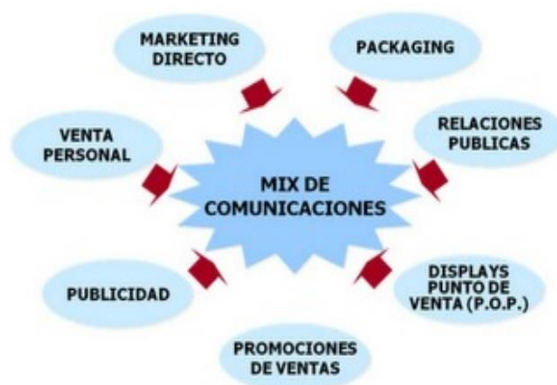 MARKETING
DIRECTO
PACKAGING
VENTA
PERSONAL
RELACIONES
PUBLICAS
MIX DE
COMUNICACIONES
PUBLICIDAD
DISPLAYS
PUNTO DE
VENTA (P.O.P.)
PROMOCIONES
DE VENTAS